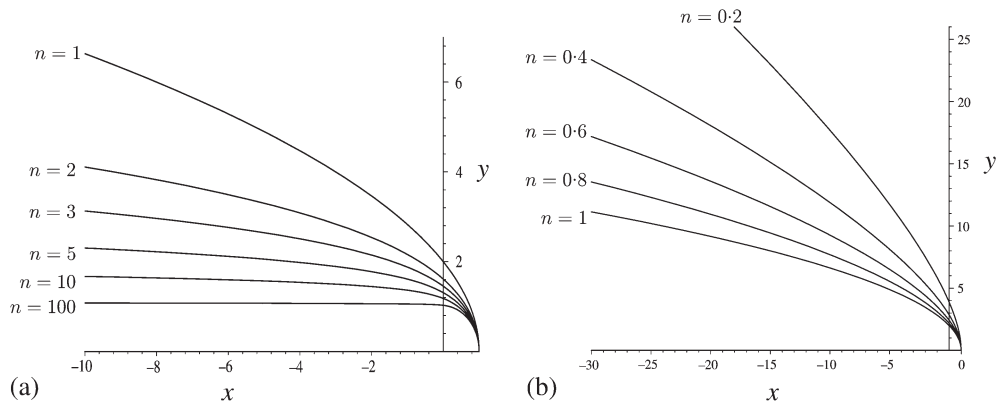 n = 1
n = 2
n = 3
n = 5
n = 10
n = 100
6
4
2
y
−10
−8
−6
−4
−2
x
(a)
n = 0·2
n = 0·4
n = 0·6
n = 0·8
n = 1
25
20
15
10
5
y
−30
−25
−20
−15
−10
−5
0
x
(b)